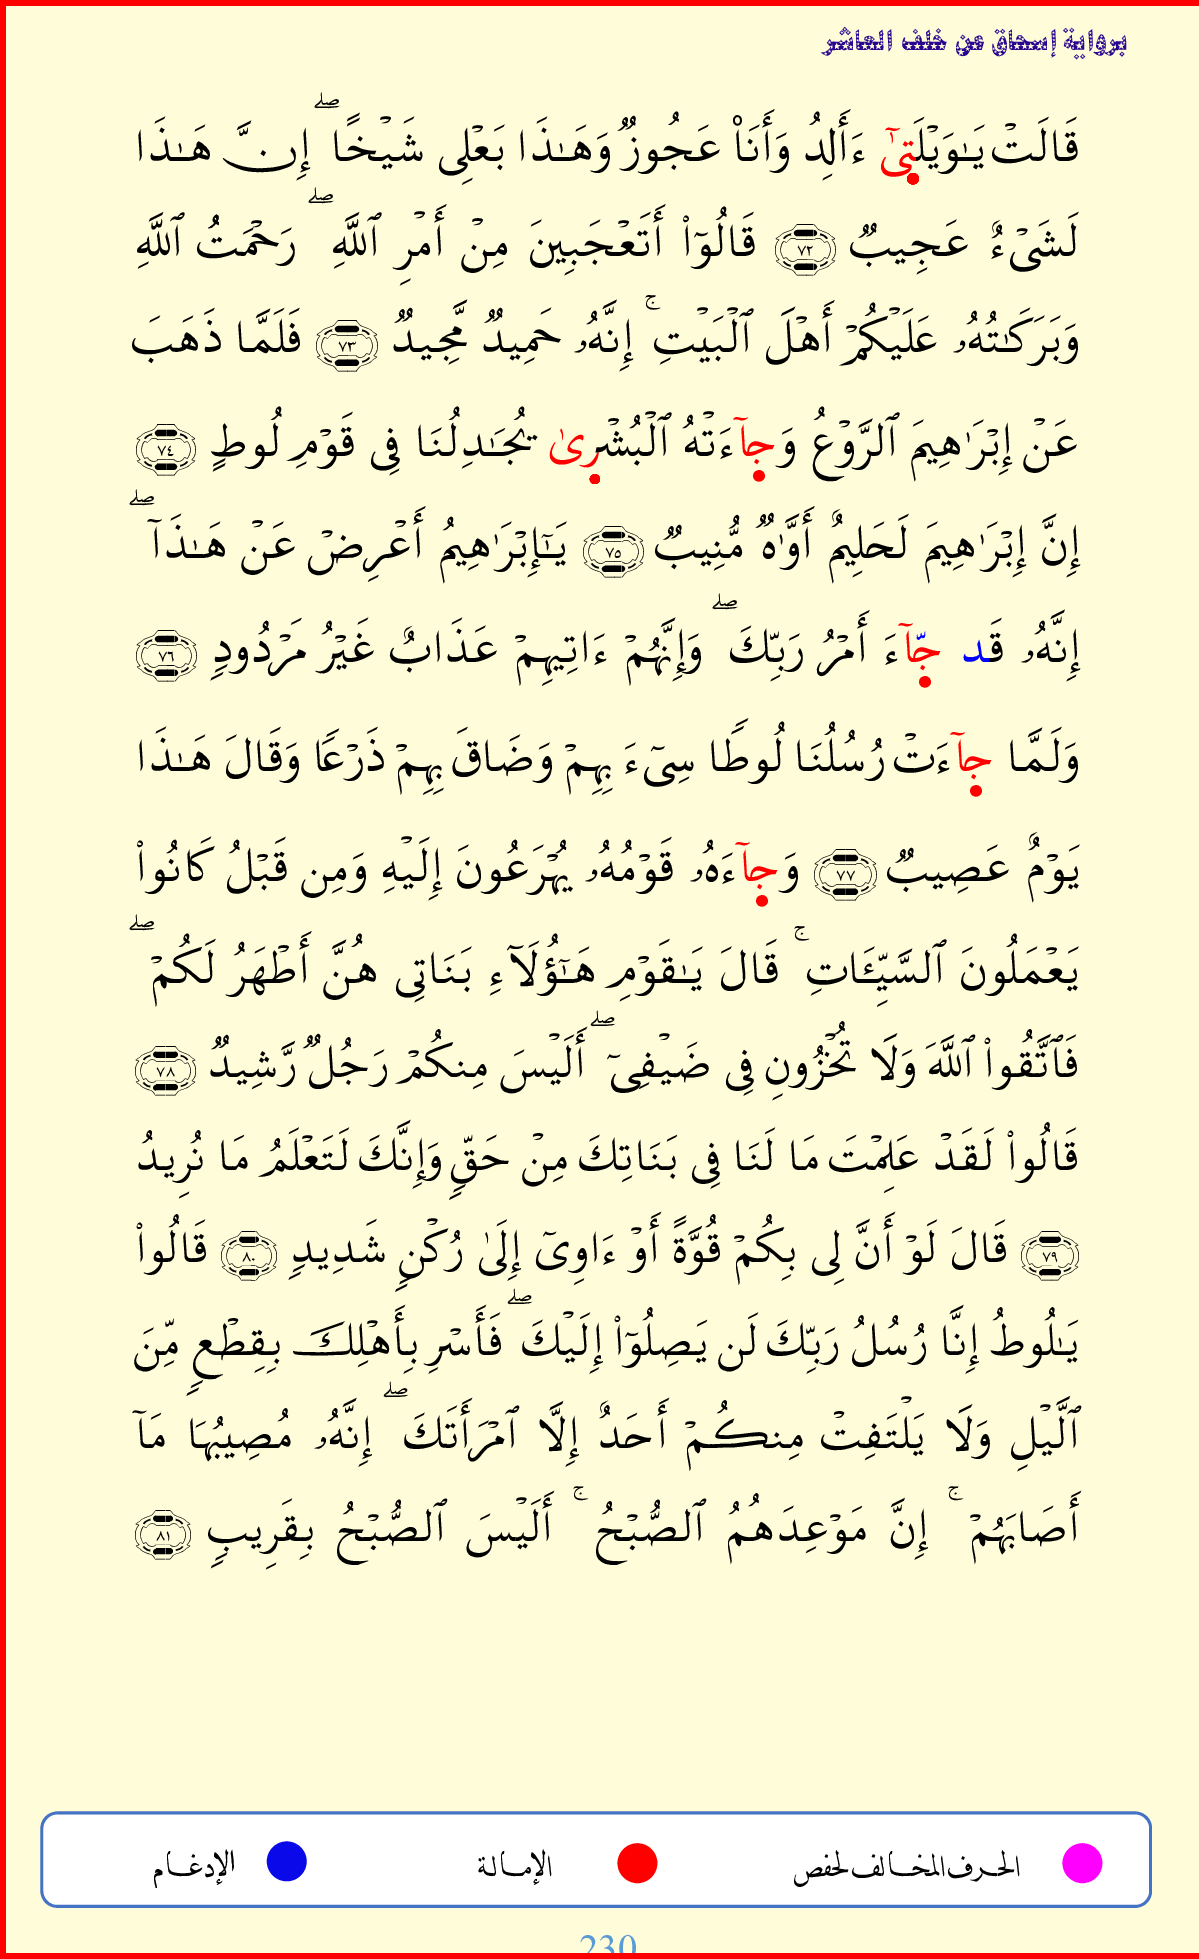 برواية إسحاق عن خلف العاشر
قَالَتۡ يَٰوَيۡلَتِىٰٓ ءَأَلِدُ وَأَنَا۠ عَجُوزٞ وَهَٰذَا بَعۡلِى شَيۡخًاۖ إِنَّ هَٰذَا
لَشَىۡءٌ عَجِيبٞ ٧٢ قَالُوٓا۟ أَتَعۡجَبِينَ مِنۡ أَمۡرِ ٱللَّهِۖ رَحۡمَتُ ٱللَّهِ
وَبَرَكَٰتُهُۥ عَلَيۡكُمۡ أَهۡلَ ٱلۡبَيۡتِۚ إِنَّهُۥ حَمِيدٞ مَّجِيدٞ ٧٣ فَلَمَّا ذَهَبَ
عَنۡ إِبۡرَٰهِيمَ ٱلرَّوۡعُ وَجآءَتۡهُ ٱلۡبُشۡرِىٰ يُجَٰدِلُنَا فِى قَوۡمِ لُوطٍ ٧٤
إِنَّ إِبۡرَٰهِيمَ لَحَلِيمٌ أَوَّٰهٞ مُّنِيبٞ ٧٥ يَٰٓإِبۡرَٰهِيمُ أَعۡرِضۡ عَنۡ هَٰذَآۖ
إِنَّهُۥ قَد جّآءَ أَمۡرُ رَبِّكَۖ وَإِنَّهُمۡ ءَاتِيهِمۡ عَذَابٌ غَيۡرُ مَرۡدُودٖ ٧٦
وَلَمَّا جآءَتۡ رُسُلُنَا لُوطٗا سِىٓءَ بِهِمۡ وَضَاقَ بِهِمۡ ذَرۡعٗا وَقَالَ هَٰذَا
يَوۡمٌ عَصِيبٞ ٧٧ وَجآءَهُۥ قَوۡمُهُۥ يُهۡرَعُونَ إِلَيۡهِ وَمِن قَبۡلُ كَانُوا۟
يَعۡمَلُونَ ٱلسَّيِّـَٔاتِۚ قَالَ يَٰقَوۡمِ هَٰٓؤُلَآءِ بَنَاتِى هُنَّ أَطۡهَرُ لَكُمۡۖ
فَٱتَّقُوا۟ ٱللَّهَ وَلَا تُخۡزُونِ فِى ضَيۡفِىٓۖ أَلَيۡسَ مِنكُمۡ رَجُلٞ رَّشِيدٞ ٧٨
قَالُوا۟ لَقَدۡ عَلِمۡتَ مَا لَنَا فِى بَنَاتِكَ مِنۡ حَقّٖ وَإِنَّكَ لَتَعۡلَمُ مَا نُرِيدُ
٧٩ قَالَ لَوۡ أَنَّ لِى بِكُمۡ قُوَّةً أَوۡ ءَاوِىٓ إِلَىٰ رُكۡنٖ شَدِيدٖ ٨٠ قَالُوا۟
يَٰلُوطُ إِنَّا رُسُلُ رَبِّكَ لَن يَصِلُوٓا۟ إِلَيۡكَۖ فَأَسۡرِ بِأَهۡلِكَ بِقِطۡعٖ مِّنَ
ٱلَّيۡلِ وَلَا يَلۡتَفِتۡ مِنكُمۡ أَحَدٌ إِلَّا ٱمۡرَأَتَكَۖ إِنَّهُۥ مُصِيبُهَا مَآ
أَصَابَهُمۡۚ إِنَّ مَوۡعِدَهُمُ ٱلصُّبۡحُۚ أَلَيۡسَ ٱلصُّبۡحُ بِقَرِيبٖ ٨١
الحرف المخالف لحفص الإمالة الإدغام
230